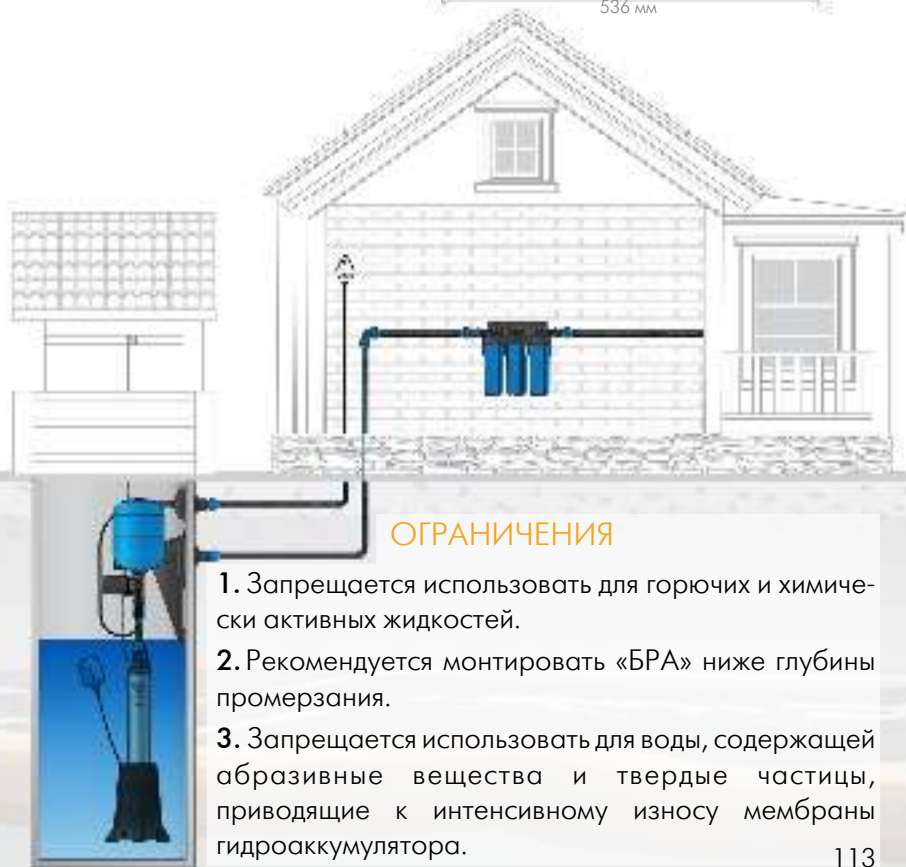 536 мм
ОГРАНИЧЕНИЯ
1. Запрещается использовать для горючих и химиче-
ски активных жидкостей.
2. Рекомендуется монтировать «БРА» ниже глубины
промерзания.
3. Запрещается использовать для воды, содержащей
абразивные вещества и твердые частицы,
приводящие к интенсивному износу мембраны
гидроаккумулятора.
113